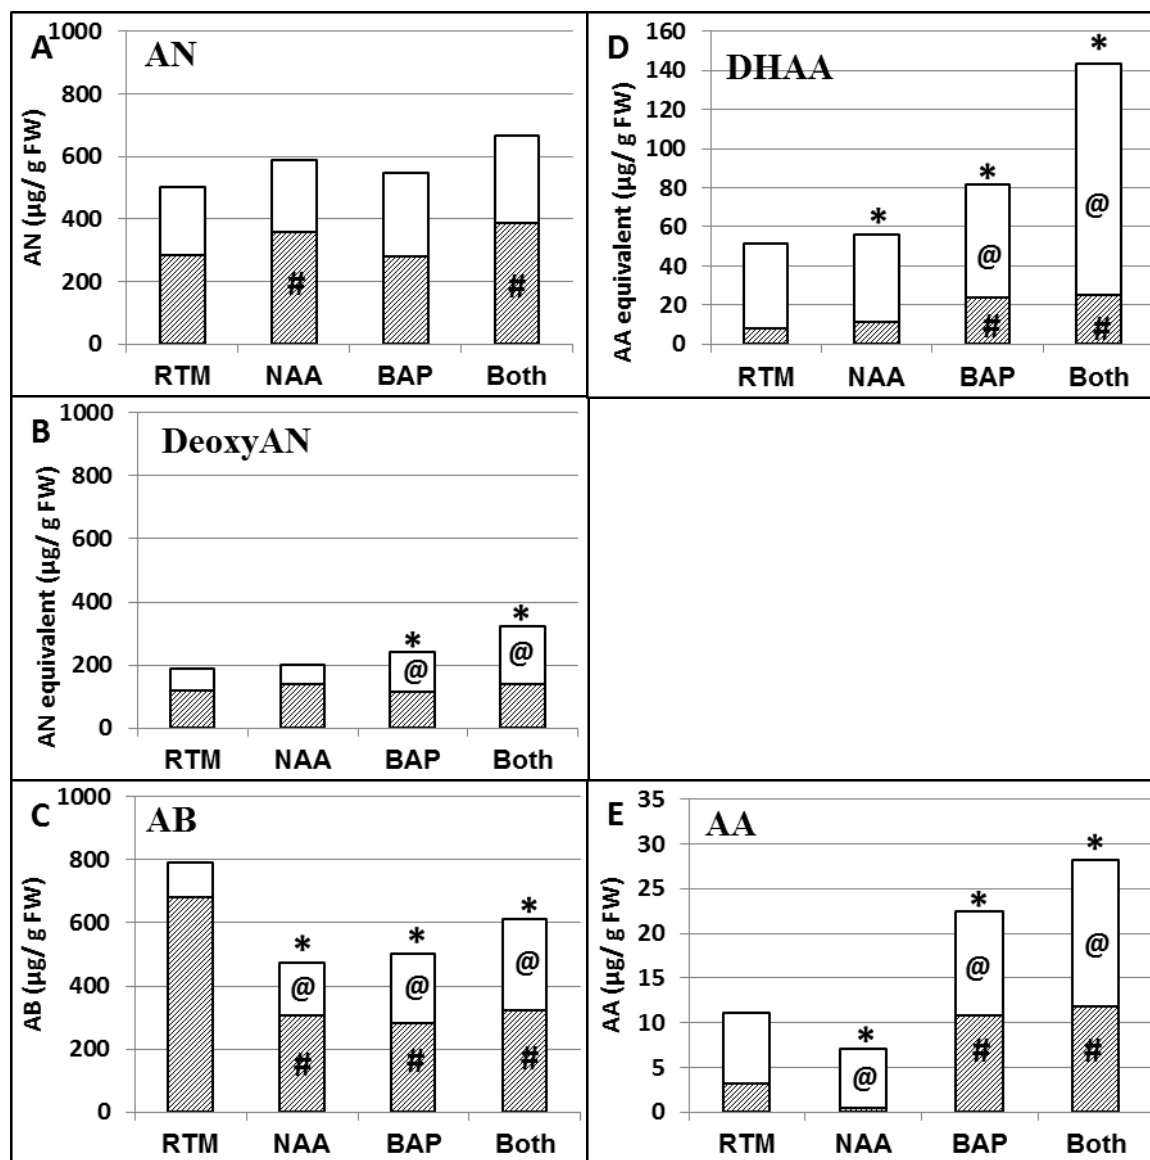 A
AN
AN (µg/ g FW)
1000
800
600
400
200
0
#
#
RTM NAA BAP Both
D
DHAA
AA equivalent (µg/ g FW)
160
140
120
100
80
60
40
20
0
* * *
@ @
# #
RTM NAA BAP Both
B
DeoxyAN
AN equivalent (µg/ g FW)
1000
800
600
400
200
0
* *
@ @
RTM NAA BAP Both
C
AB
AB (µg/ g FW)
1000
800
600
400
200
0
* * *
@ @ @
# # #
RTM NAA BAP Both
E
AA
AA (µg/ g FW)
35
30
25
20
15
10
5
0
* * *
@ @ @
# #
RTM NAA BAP Both